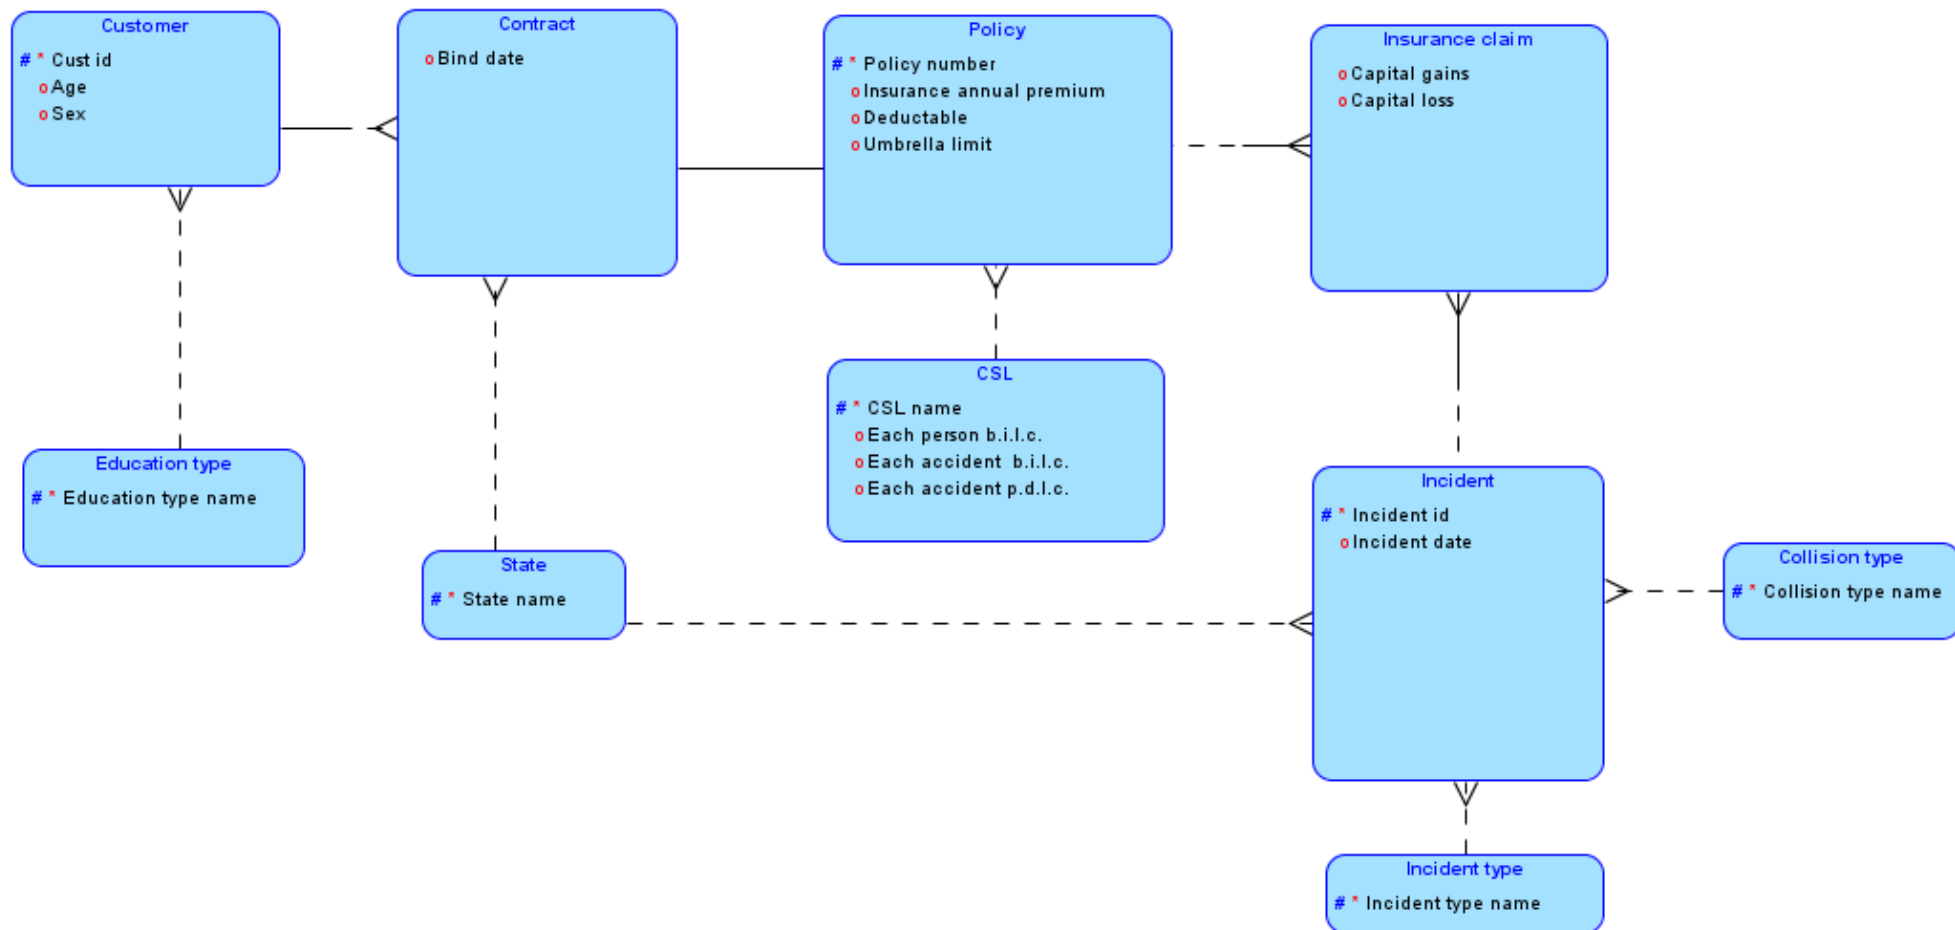 Customer
# * Cust id
o Age
o Sex
Contract
o Bind date
Policy
# * Policy number
o Insurance annual premium
o Deductable
o Umbrella limit
Insurance claim
o Capital gains
o Capital loss
CSL
# * CSL name
o Each person b.i.l.c.
o Each accident b.i.l.c.
o Each accident p.d.l.c.
Education type
# * Education type name
State
# * State name
Incident
# * Incident id
o Incident date
Collision type
# * Collision type name
Incident type
# * Incident type name